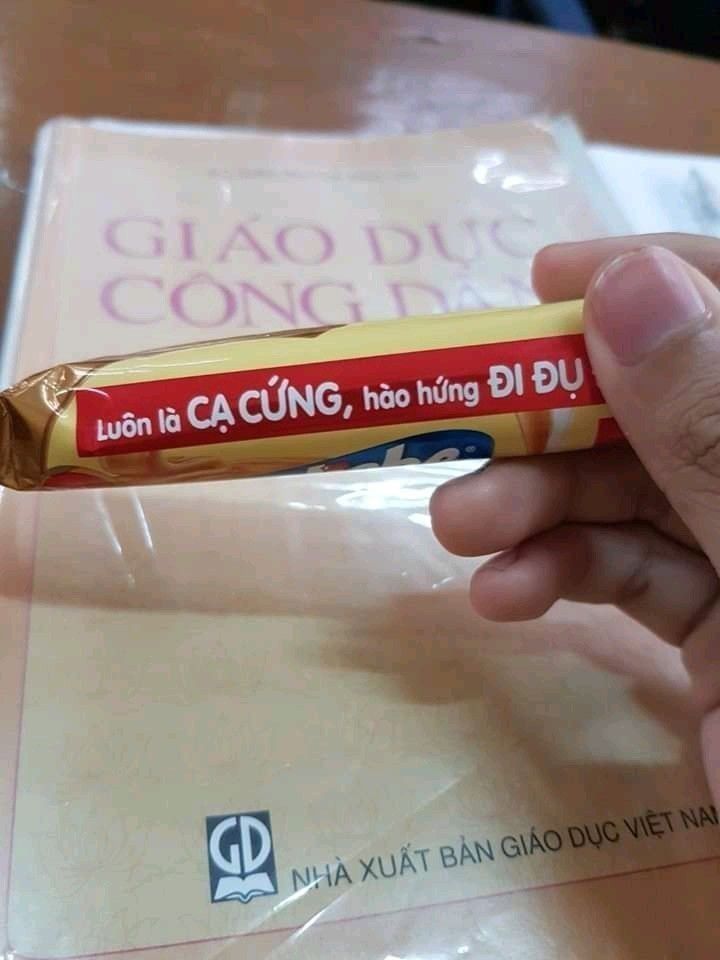 GIÁO DỤC
CÔNG DÂN
Luôn là CẠ CỨNG, hào hứng ĐI ĐỤ
GD
NHÀ XUẤT BẢN GIÁO DỤC VIỆT NAM